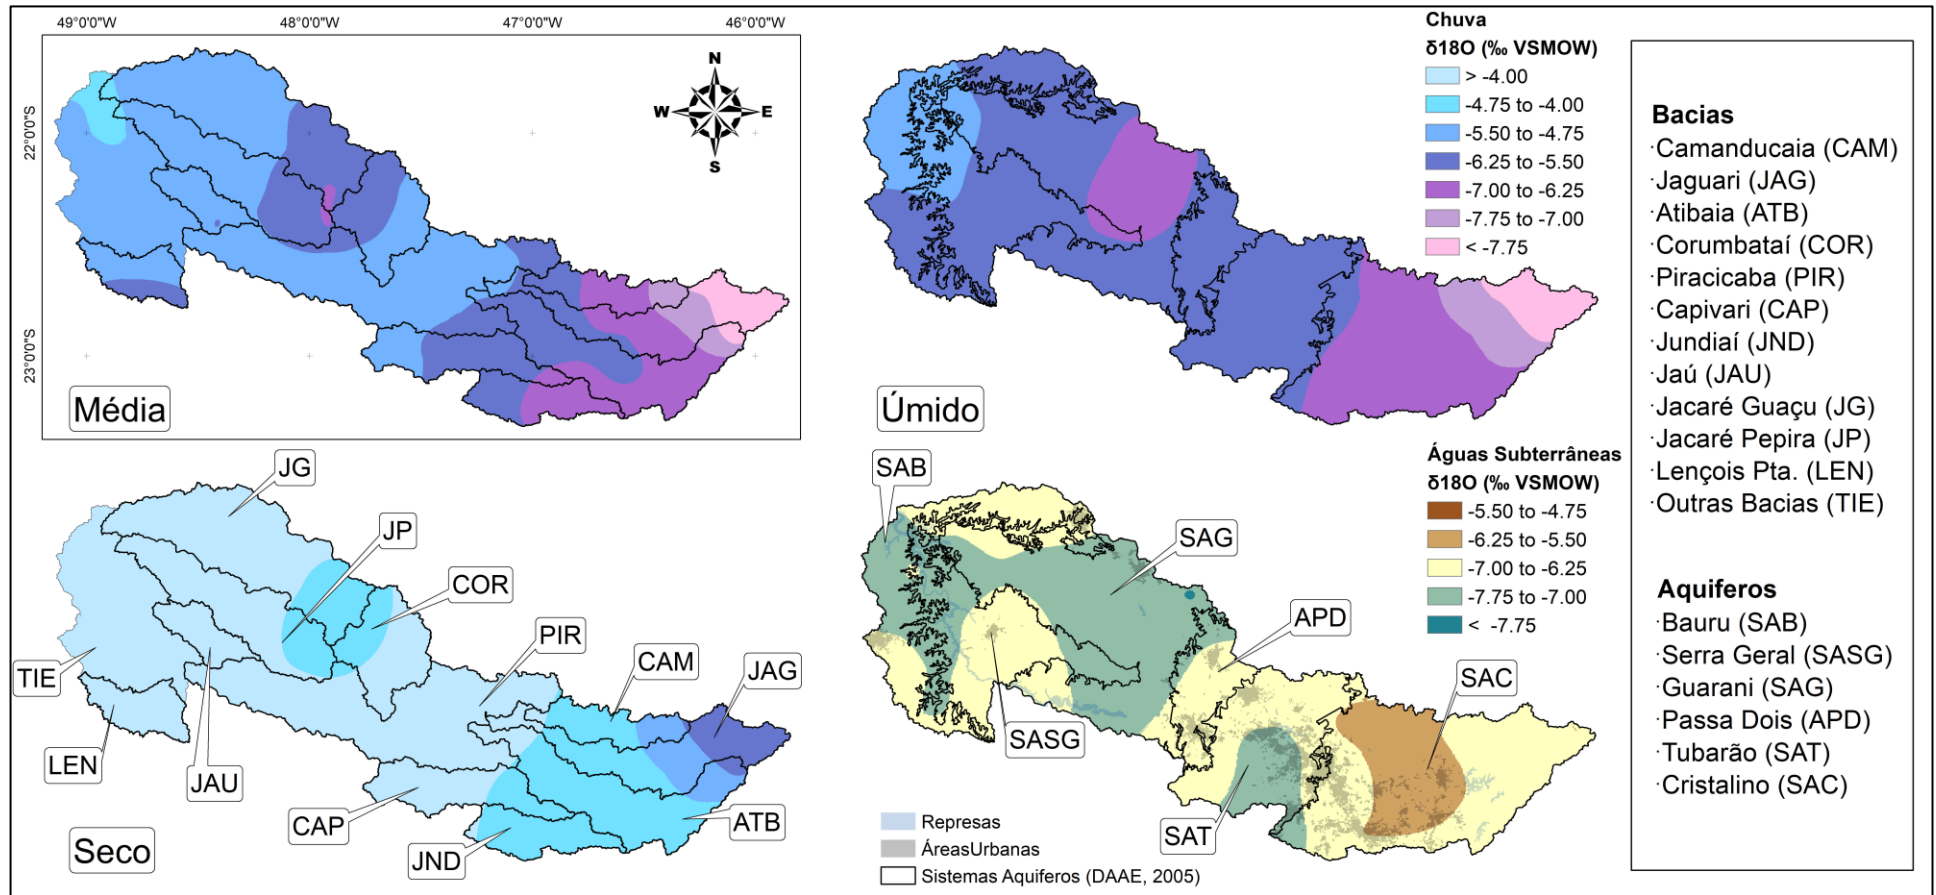 49°0'0"W
48°0'0"W
47°0'0"W
46°0'0"W
22°0'0"S
23°0'0"S
N
W
E
S
Média
Úmido
Chuva
δ18O (‰ VSMOW)
> -4.00
-4.75 to -4.00
-5.50 to -4.75
-6.25 to -5.50
-7.00 to -6.25
-7.75 to -7.00
< -7.75
JG
JP
COR
PIR
CAM
JAG
TIE
LEN
JAU
CAP
JND
ATB
Seco
SAB
SAG
APD
SAC
SASG
SAT
Águas Subterrâneas
δ18O (‰ VSMOW)
-5.50 to -4.75
-6.25 to -5.50
-7.00 to -6.25
-7.75 to -7.00
< -7.75
Represas
ÁreasUrbanas
Sistemas Aquiferos (DAAE, 2005)
Bacias
·Camanducaia (CAM)
·Jaguari (JAG)
·Atibaia (ATB)
·Corumbataí (COR)
·Piracicaba (PIR)
·Capivari (CAP)
·Jundiaí (JND)
·Jaú (JAU)
·Jacaré Guaçu (JG)
·Jacaré Pepira (JP)
·Lençois Pta. (LEN)
·Outras Bacias (TIE)
Aquiferos
·Bauru (SAB)
·Serra Geral (SASG)
·Guarani (SAG)
·Passa Dois (APD)
·Tubarão (SAT)
·Cristalino (SAC)